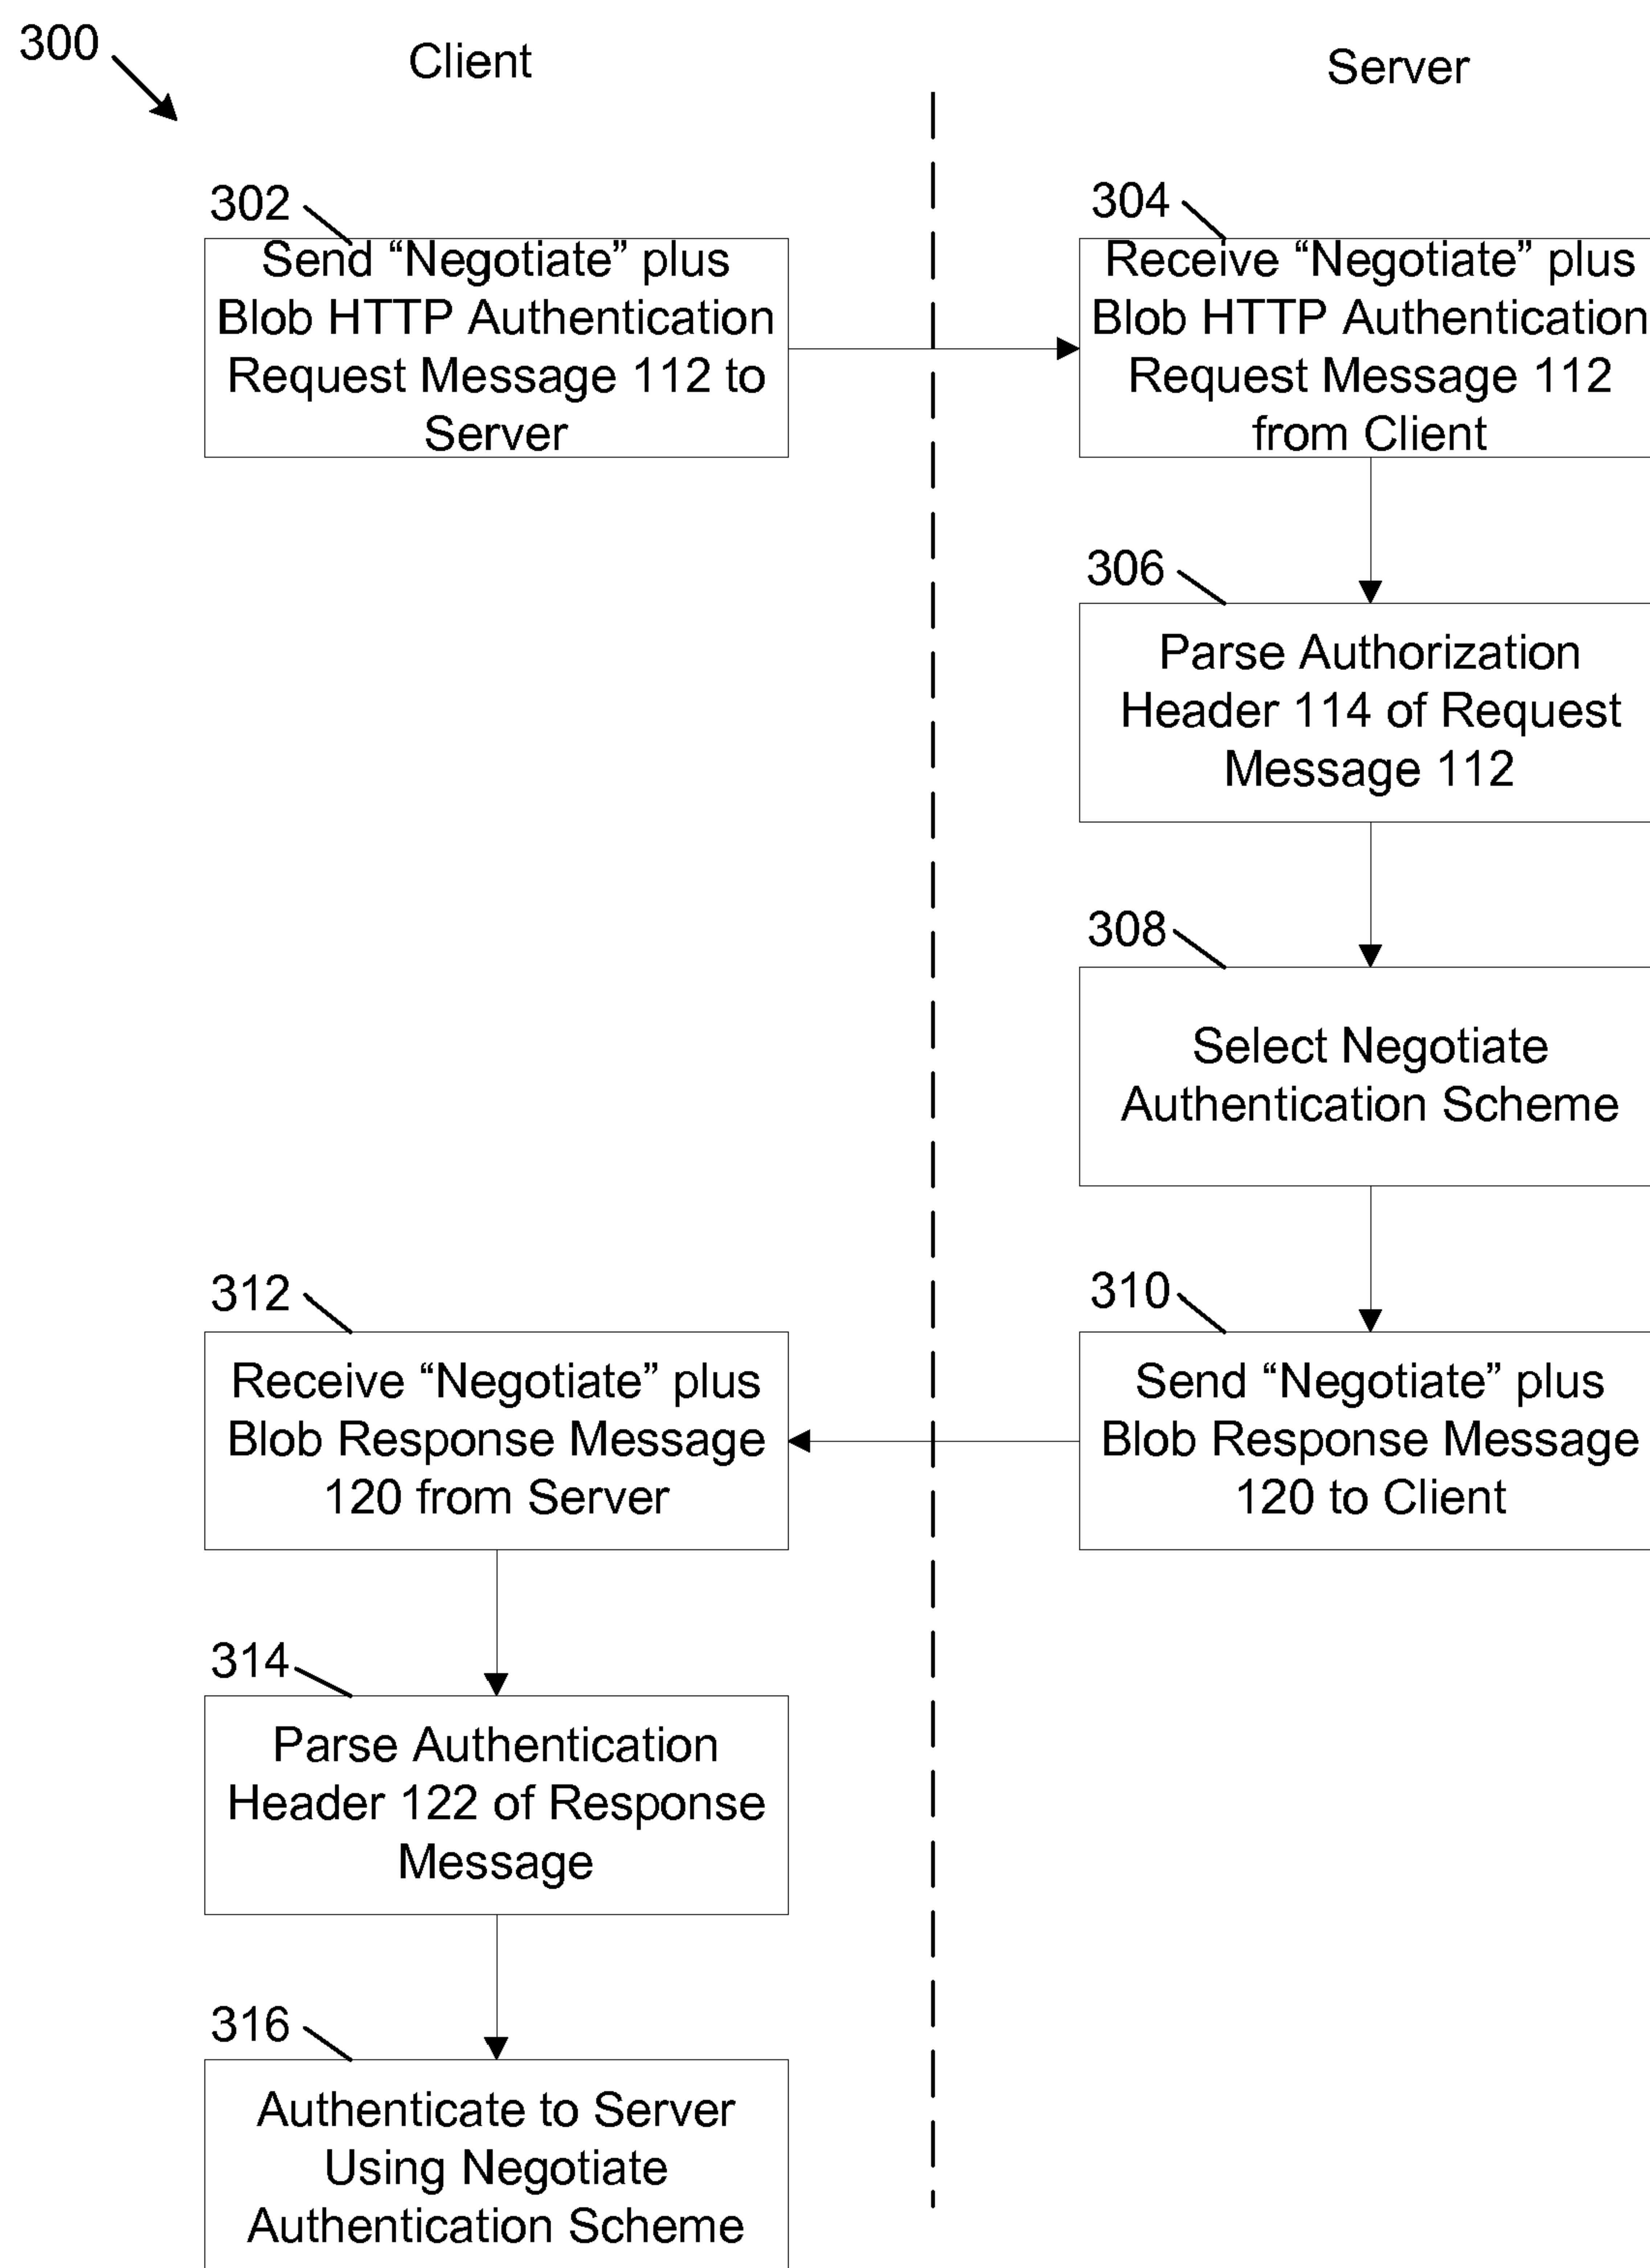 300
Client
Server
302
Send “Negotiate” plus
Blob HTTP Authentication
Request Message 112 to
Server
304
Receive “Negotiate” plus
Blob HTTP Authentication
Request Message 112
from Client
306
Parse Authorization
Header 114 of Request
Message 112
308
Select Negotiate
Authentication Scheme
310
Send “Negotiate” plus
Blob Response Message
120 to Client
312
Receive “Negotiate” plus
Blob Response Message
120 from Server
314
Parse Authentication
Header 122 of Response
Message
316
Authenticate to Server
Using Negotiate
Authentication Scheme